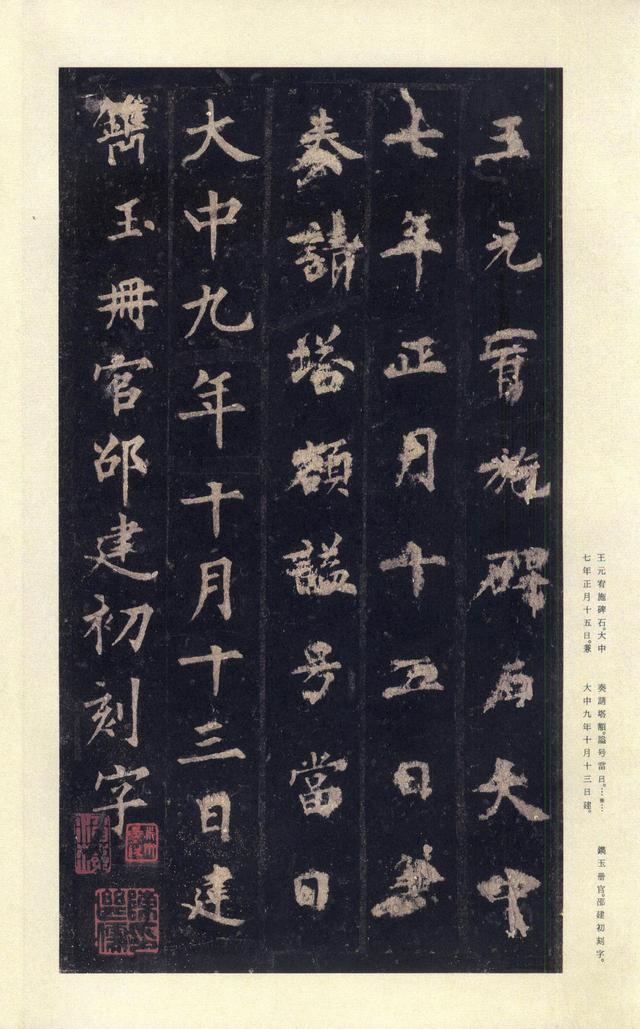 王元宥施碑石大中
七年正月十五日兼
奏請塔額謚号當日
大中九年十月十三日建
鐫玉册官邵建初刻字
王元宥施碑石。大中
七年正月十五日。兼
奏請塔額。謚号當日。…※…
大中九年十月十三日建。
鐫玉册官。邵建初刻字。